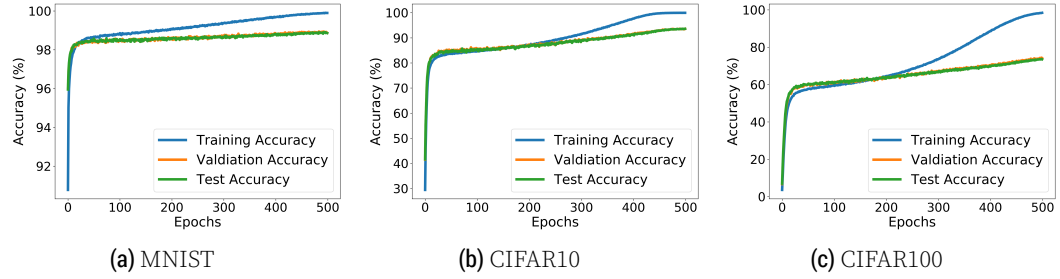 100
98
96
94
92
Accuracy (%)
0 100 200 300 400 500
Epochs
Training Accuracy
Valdiation Accuracy
Test Accuracy
(a) MNIST
100
90
80
70
60
50
40
30
Accuracy (%)
0 100 200 300 400 500
Epochs
Training Accuracy
Valdiation Accuracy
Test Accuracy
(b) CIFAR10
100
80
60
40
20
0
Accuracy (%)
0 100 200 300 400 500
Epochs
Training Accuracy
Valdiation Accuracy
Test Accuracy
(c) CIFAR100